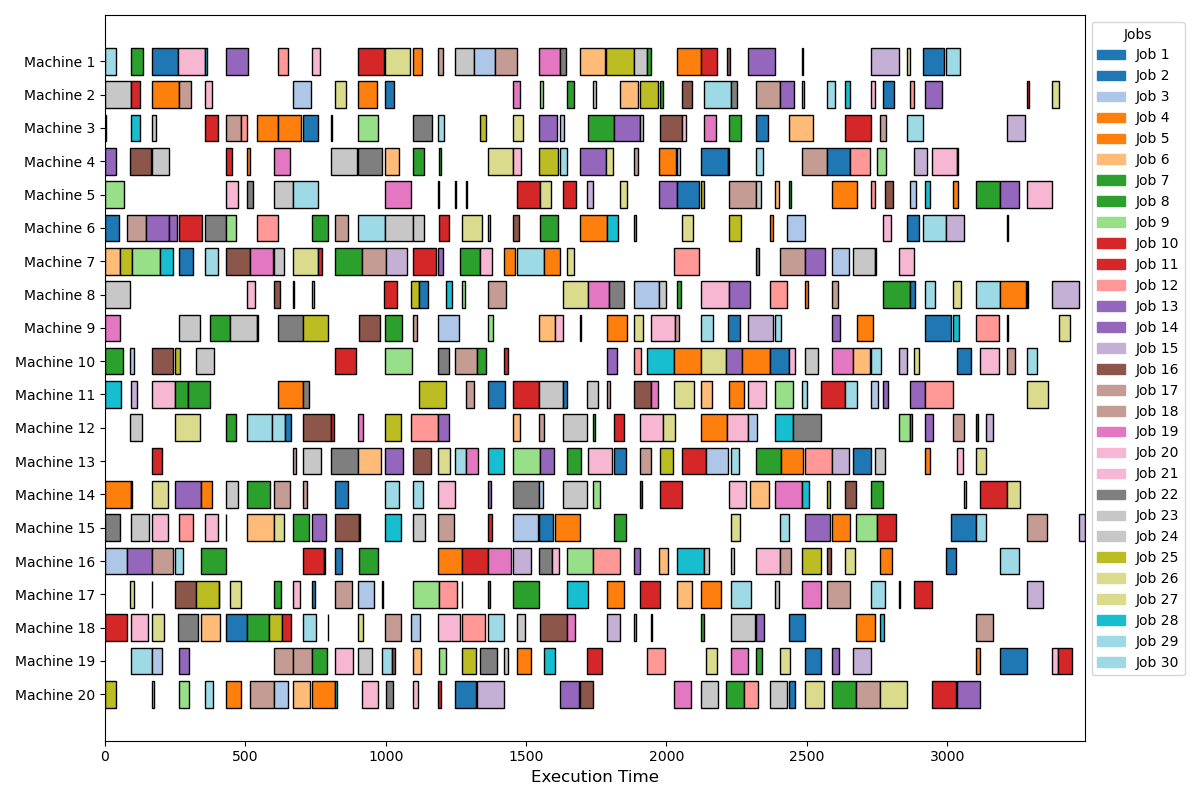 Jobs
Machine 1
Machine 2
Machine 3
Machine 4
Machine 5
Machine 6
Machine 7
Machine 8
Machine 9
Machine 10
Machine 11
Machine 12
Machine 13
Machine 14
Machine 15
Machine 16
Machine 17
Machine 18
Machine 19
Machine 20
Job 1
Job 2
Job 3
Job 4
Job 5
Job 6
Job 7
Job 8
Job 9
Job 10
Job 11
Job 12
Job 13
Job 14
Job 15
Job 16
Job 17
Job 18
Job 19
Job 20
Job 21
Job 22
Job 23
Job 24
Job 25
Job 26
Job 27
Job 28
Job 29
Job 30
0 500 1000 1500 2000 2500 3000
Execution Time